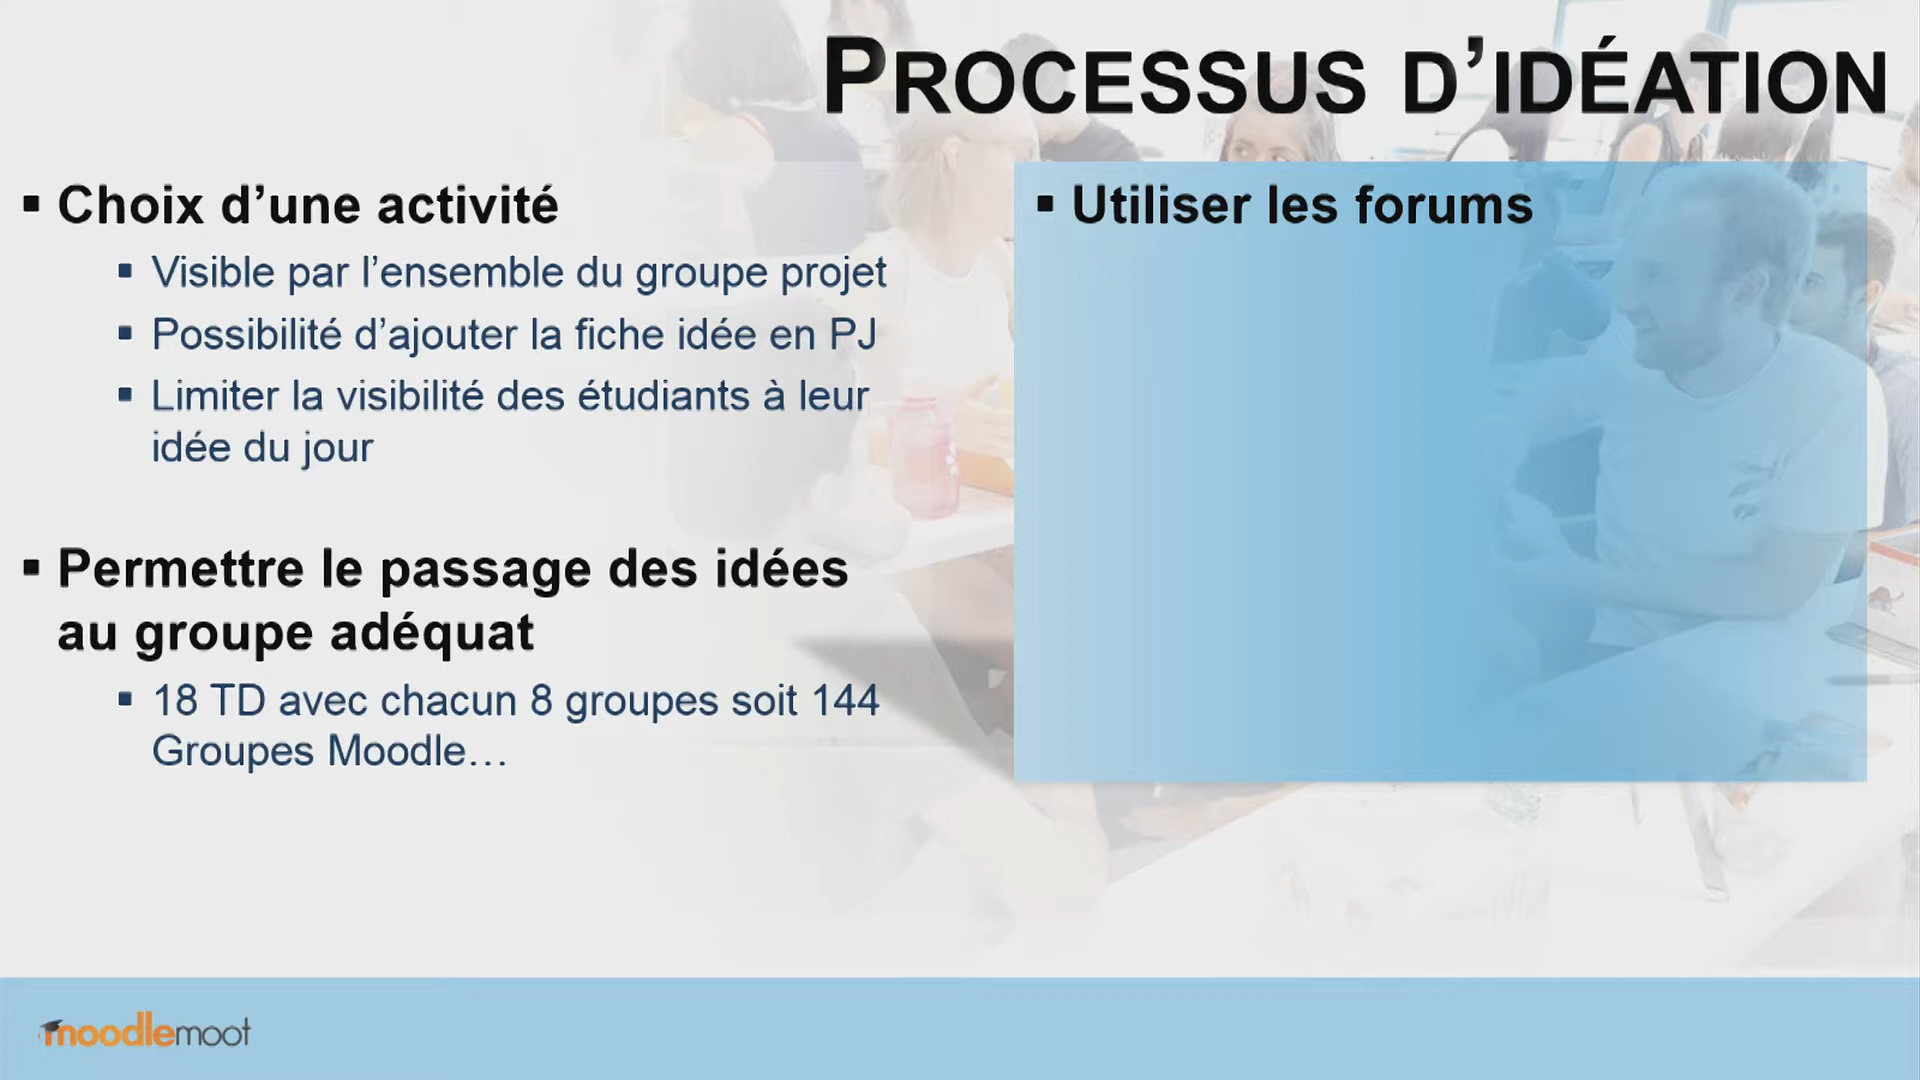 PROCESSUS D’IDÉATION
▪ Choix d’une activité
▪ Visible par l’ensemble du groupe projet
▪ Possibilité d’ajouter la fiche idée en PJ
▪ Limiter la visibilité des étudiants à leur
idée du jour
▪ Permettre le passage des idées
au groupe adéquat
▪ 18 TD avec chacun 8 groupes soit 144
Groupes Moodle…
▪ Utiliser les forums
moodlemoot